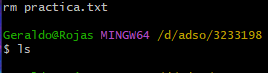 rm practica.txt
Geraldo@Rojas MINGW64 /d/adso/3233198
$ ls